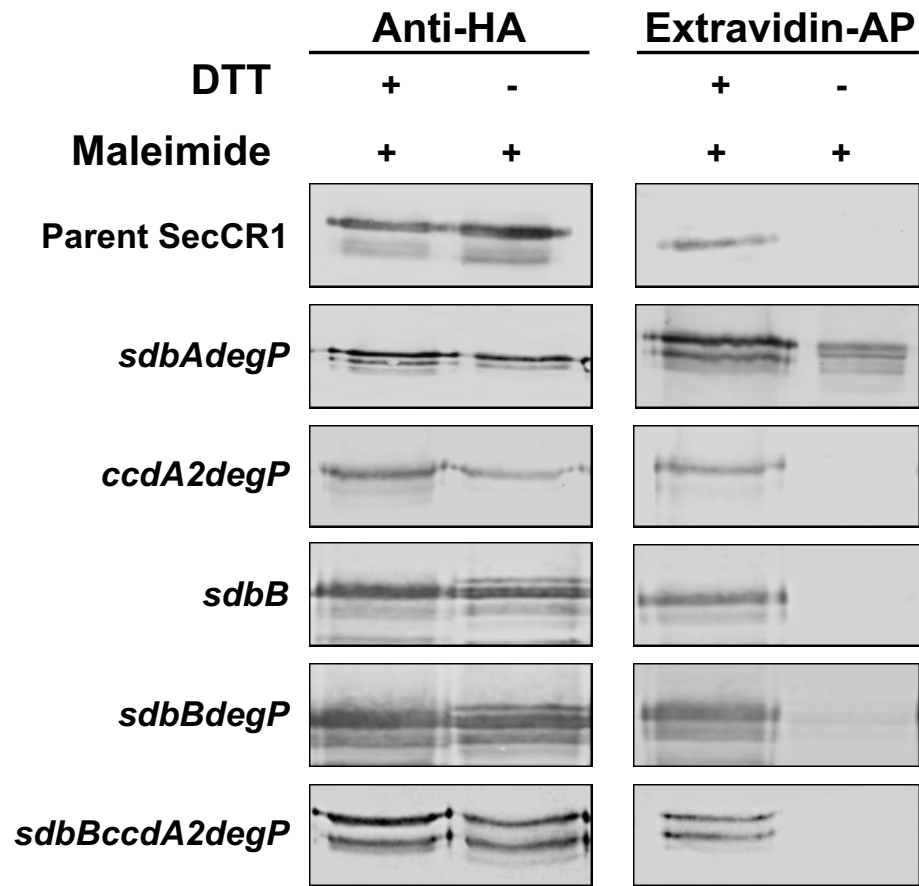 Anti-HA Extravidin-AP
DTT + - + -
Maleimide + + + +
Parent SecCR1
sdbAdegP
ccdA2degP
sdbB
sdbBdegP
sdbBccdA2degP